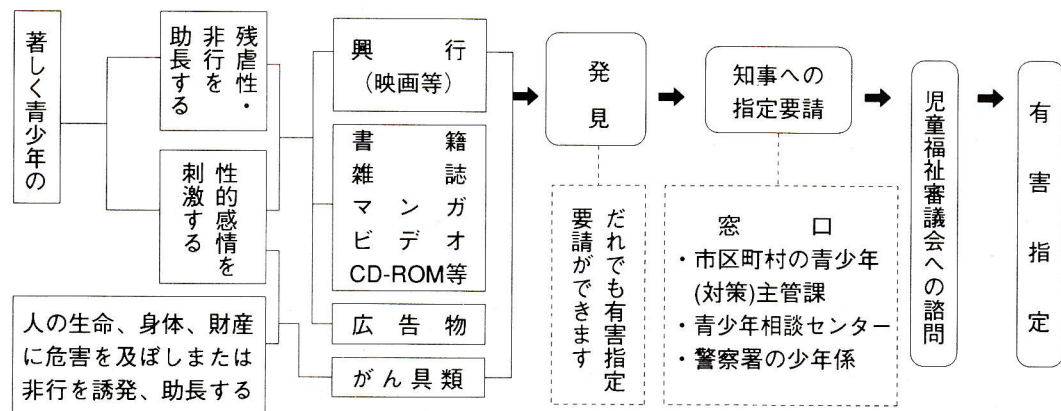 著しく青少年の
残虐性・
非行を
助長する
性的感情を
刺激する
人の生命、身体、財産
に危害を及ぼしまたは
非行を誘発、助長する
興行
(映画等)
書籍
雑誌
マンガ
ビデオ
CD-ROM等
広告物
がん具類
発見
だれでも有害指定
要請ができます
知事への
指定要請
窓口
・市区町村の青少年
(対策)主管課
・青少年相談センター
・警察署の少年係
児童福祉審議会への諮問
有害指定